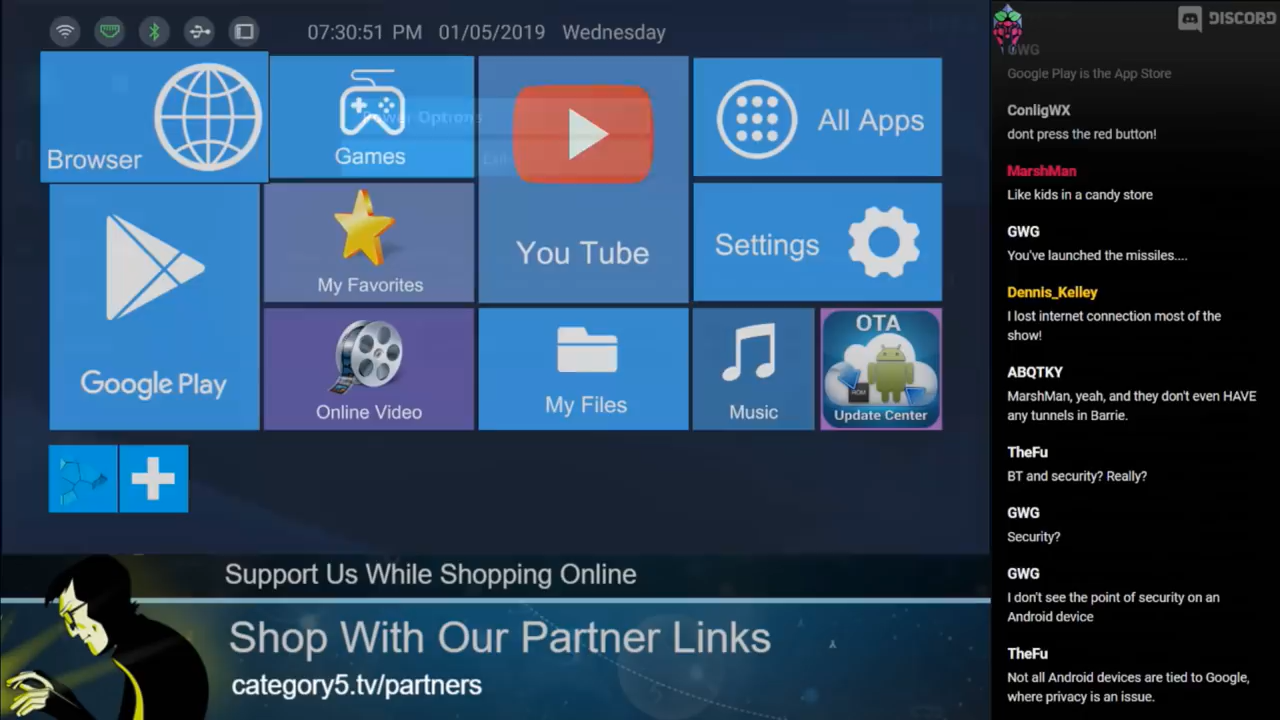 07:30:51 PM 01/05/2019 Wednesday
Browser
Games
Power Options
You Tube
All Apps
Google Play
My Favorites
Settings
Online Video
My Files
Music
OTA
Update Center
Support Us While Shopping Online
Shop With Our Partner Links
category5.tv/partners
DISCORD
GWG
Google Play is the App Store
ConligWX
dont press the red button!
MarshMan
Like kids in a candy store
GWG
You've launched the missiles....
Dennis_Kelley
I lost internet connection most of the
show!
ABQTKY
MarshMan, yeah, and they don't even HAVE
any tunnels in Barrie.
TheFu
BT and security? Really?
GWG
Security?
GWG
I don't see the point of security on an
Android device
TheFu
Not all Android devices are tied to Google,
where privacy is an issue.